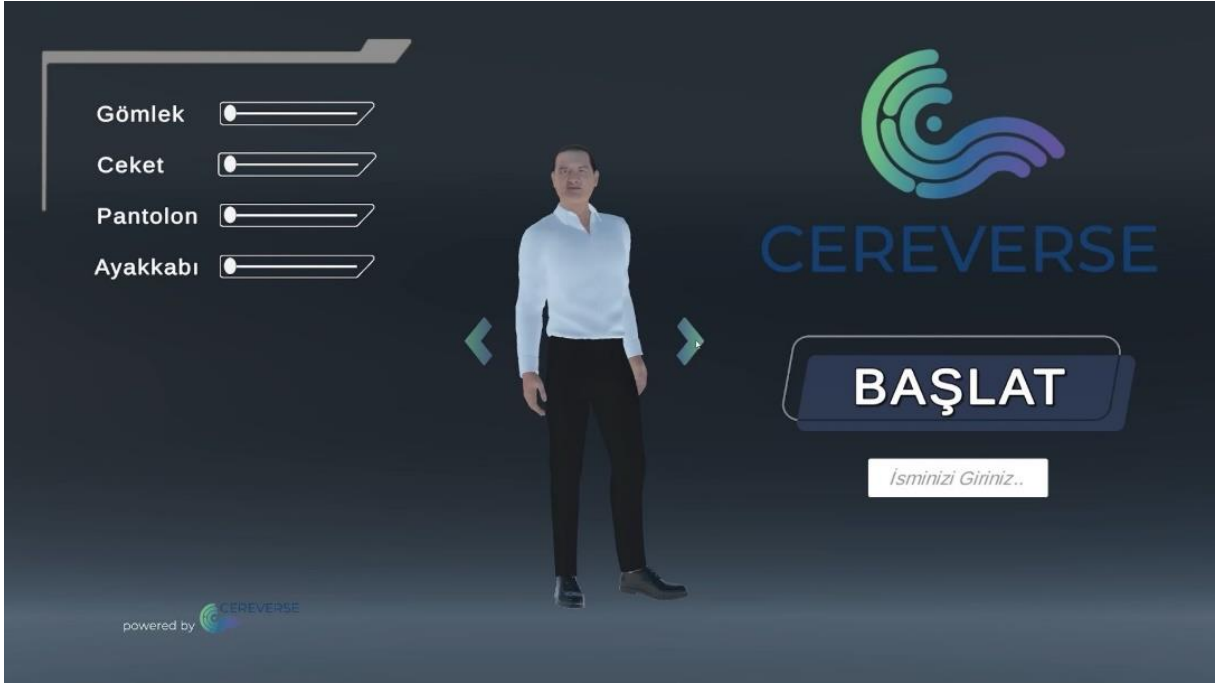 Gömlek
Ceket
Pantolon
Ayakkabı
CEREVERSE
BAŞLAT
İsminizi Giriniz..
powered by CEREVERSE